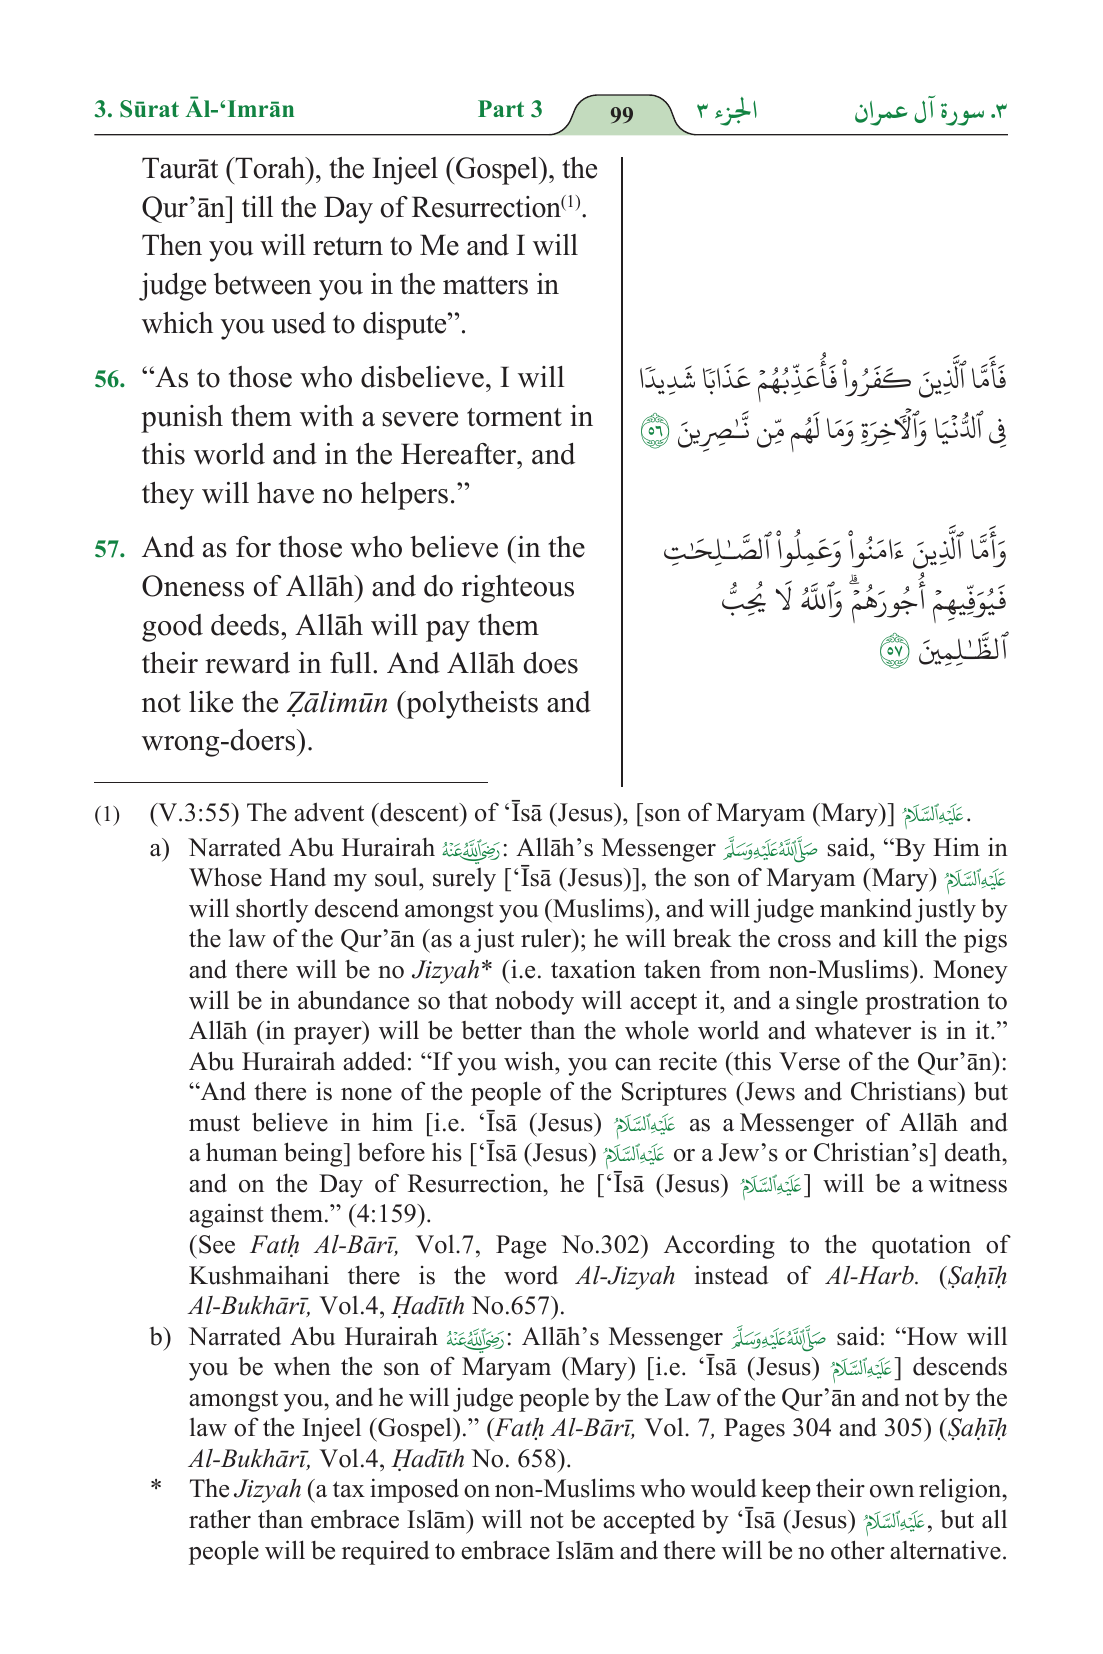 3. Sūrat Āl-‘Imrān Part 3 99 الجزء ٣ ٣. سورة آل عمران
Taurāt (Torah), the Injeel (Gospel), the
Qur’ān] till the Day of Resurrection(1).
Then you will return to Me and I will
judge between you in the matters in
which you used to dispute”.
56. “As to those who disbelieve, I will
punish them with a severe torment in
this world and in the Hereafter, and
they will have no helpers.”
فَأَمَّا ٱلَّذِينَ كَفَرُوا۟ فَأُعَذِّبُهُمْ عَذَابًا شَدِيدًا
فِى ٱلدُّنْيَا وَٱلْـَٔاخِرَةِ وَمَا لَهُم مِّن نَّـٰصِرِينَ ٥٦
57. And as for those who believe (in the
Oneness of Allāh) and do righteous
good deeds, Allāh will pay them
their reward in full. And Allāh does
not like the Ẓālimūn (polytheists and
wrong-doers).
وَأَمَّا ٱلَّذِينَ ءَامَنُوا۟ وَعَمِلُوا۟ ٱلصَّـٰلِحَـٰتِ
فَيُوَفِّيهِمْ أُجُورَهُمْ ۗ وَٱللَّهُ لَا يُحِبُّ
ٱلظَّـٰلِمِينَ ٥٧
(1) (V.3:55) The advent (descent) of ‘Īsā (Jesus), [son of Maryam (Mary)] عَلَيْهِ ٱلسَّلَامُ.
a) Narrated Abu Hurairah رَضِيَ ٱللَّهُ عَنْهُ: Allāh’s Messenger صَلَّى ٱللَّهُ عَلَيْهِ وَسَلَّمَ said, “By Him in
Whose Hand my soul, surely [‘Īsā (Jesus)], the son of Maryam (Mary) عَلَيْهِ ٱلسَّلَامُ
will shortly descend amongst you (Muslims), and will judge mankind justly by
the law of the Qur’ān (as a just ruler); he will break the cross and kill the pigs
and there will be no Jizyah* (i.e. taxation taken from non-Muslims). Money
will be in abundance so that nobody will accept it, and a single prostration to
Allāh (in prayer) will be better than the whole world and whatever is in it.”
Abu Hurairah added: “If you wish, you can recite (this Verse of the Qur’ān):
“And there is none of the people of the Scriptures (Jews and Christians) but
must believe in him [i.e. ‘Īsā (Jesus) عَلَيْهِ ٱلسَّلَامُ as a Messenger of Allāh and
a human being] before his [‘Īsā (Jesus) عَلَيْهِ ٱلسَّلَامُ or a Jew’s or Christian’s] death,
and on the Day of Resurrection, he [‘Īsā (Jesus) عَلَيْهِ ٱلسَّلَامُ] will be a witness
against them.” (4:159).
(See Fatḥ Al-Bārī, Vol.7, Page No.302) According to the quotation of
Kushmaihani there is the word Al-Jizyah instead of Al-Harb. (Ṣaḥīḥ
Al-Bukhārī, Vol.4, Ḥadīth No.657).
b) Narrated Abu Hurairah رَضِيَ ٱللَّهُ عَنْهُ: Allāh’s Messenger صَلَّى ٱللَّهُ عَلَيْهِ وَسَلَّمَ said: “How will
you be when the son of Maryam (Mary) [i.e. ‘Īsā (Jesus) عَلَيْهِ ٱلسَّلَامُ] descends
amongst you, and he will judge people by the Law of the Qur’ān and not by the
law of the Injeel (Gospel).” (Fatḥ Al-Bārī, Vol. 7, Pages 304 and 305) (Ṣaḥīḥ
Al-Bukhārī, Vol.4, Ḥadīth No. 658).
* The Jizyah (a tax imposed on non-Muslims who would keep their own religion,
rather than embrace Islām) will not be accepted by ‘Īsā (Jesus) عَلَيْهِ ٱلسَّلَامُ, but all
people will be required to embrace Islām and there will be no other alternative.